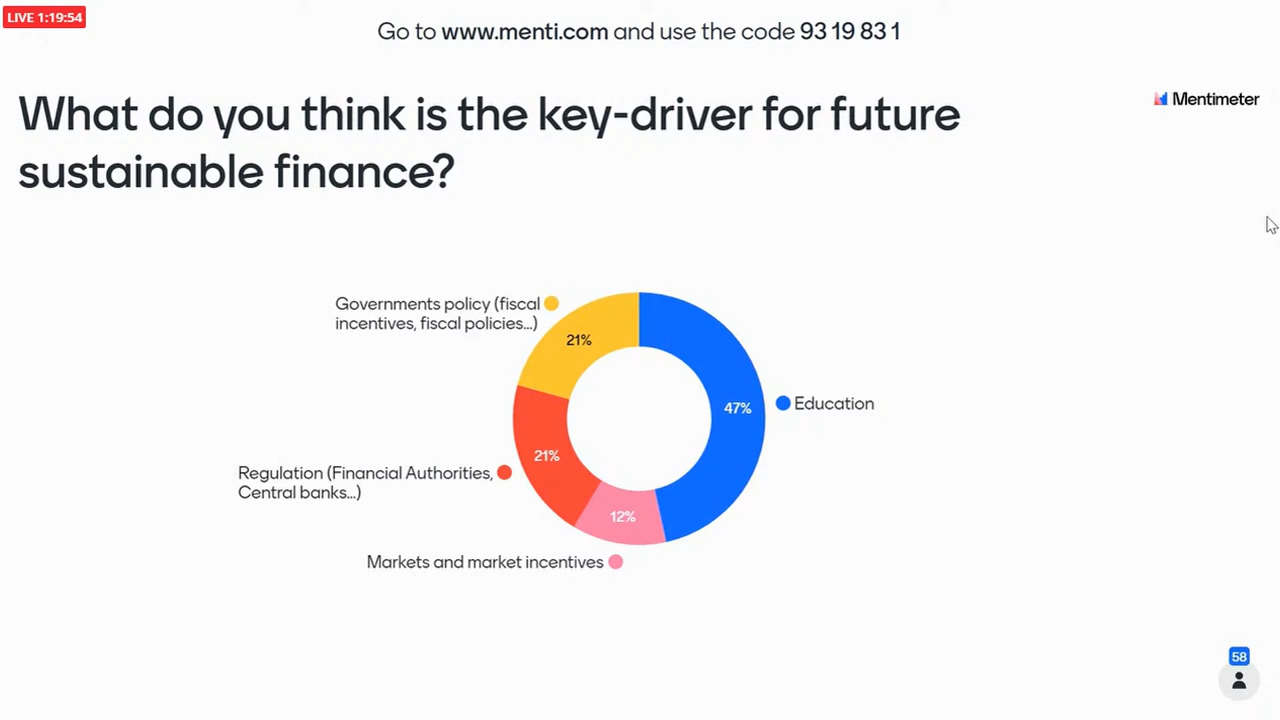 LIVE 1:19:54
Go to www.menti.com and use the code 93 19 83 1
What do you think is the key-driver for future
sustainable finance?
Mentimeter
Governments policy (fiscal
incentives, fiscal policies...)
21%
47%
Education
21%
Regulation (Financial Authorities,
Central banks...)
12%
Markets and market incentives
58